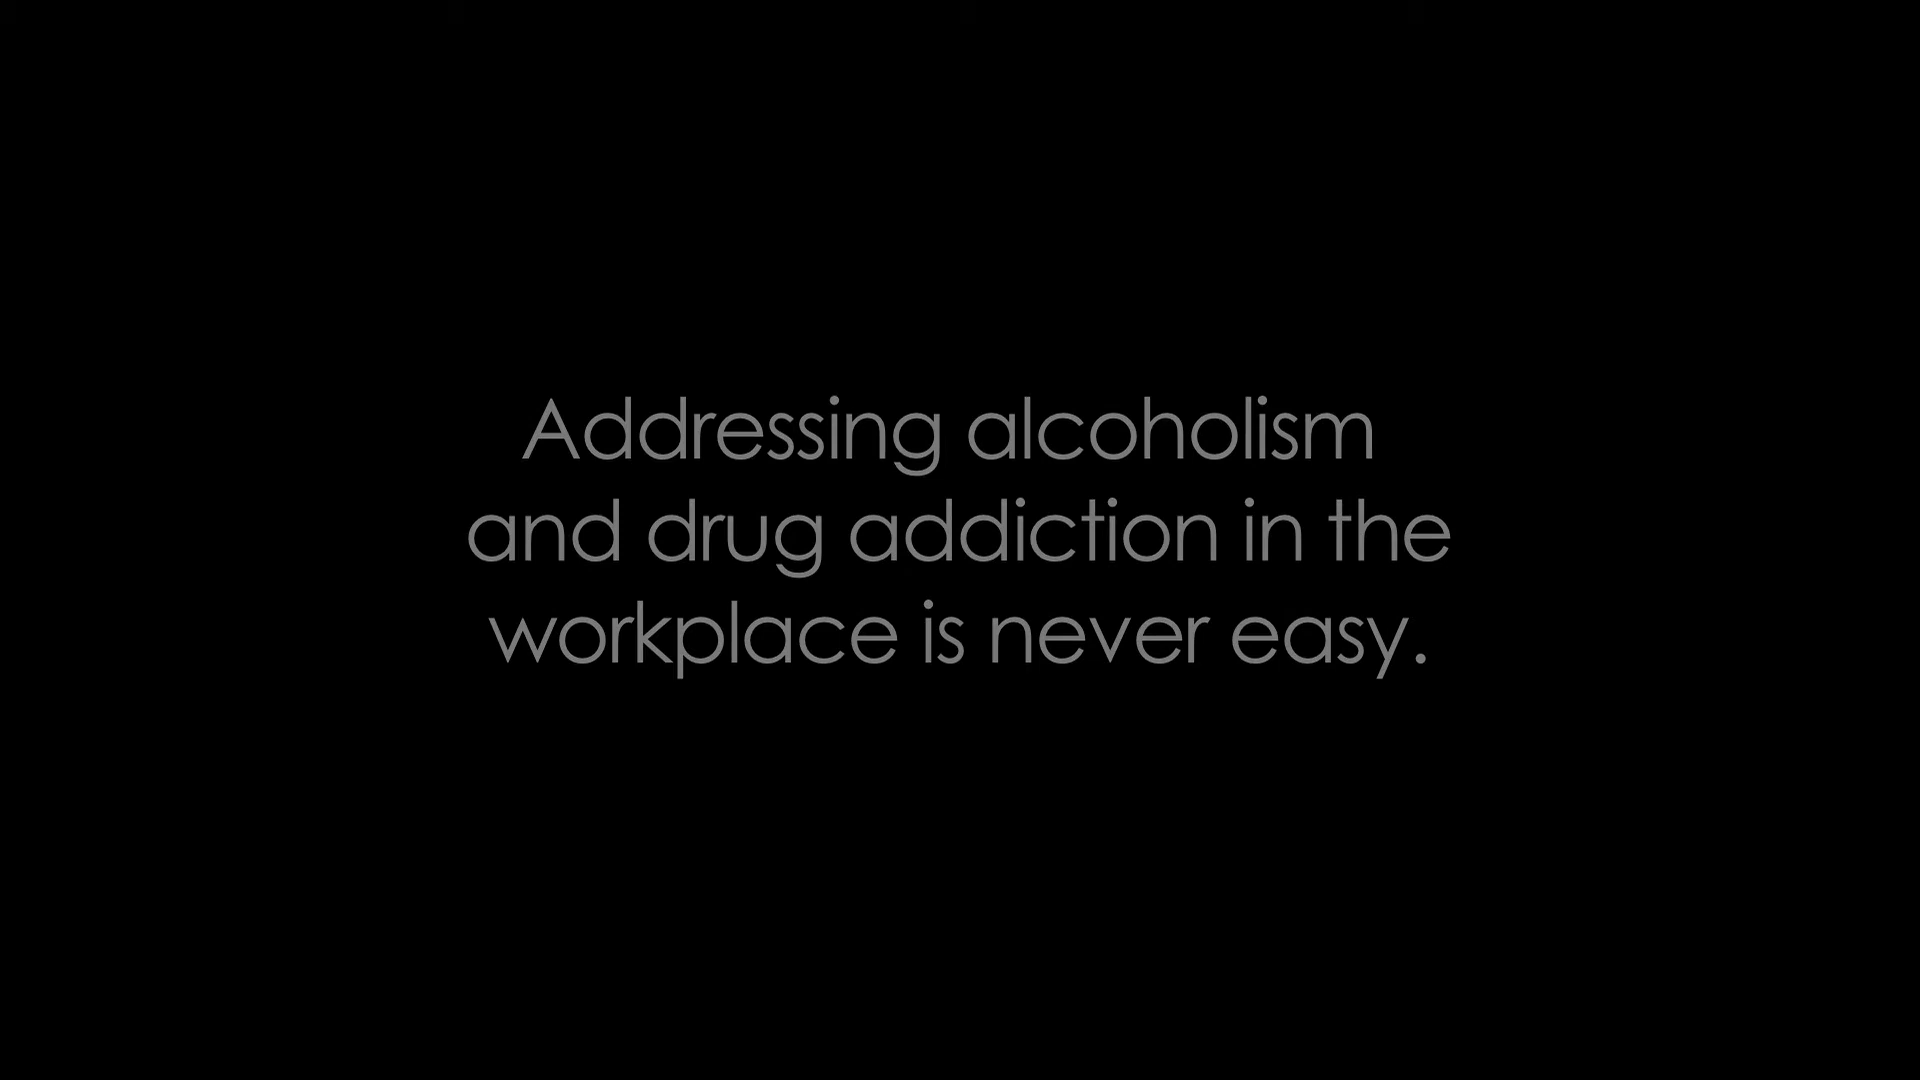 Addressing alcoholism
and drug addiction in the
workplace is never easy.